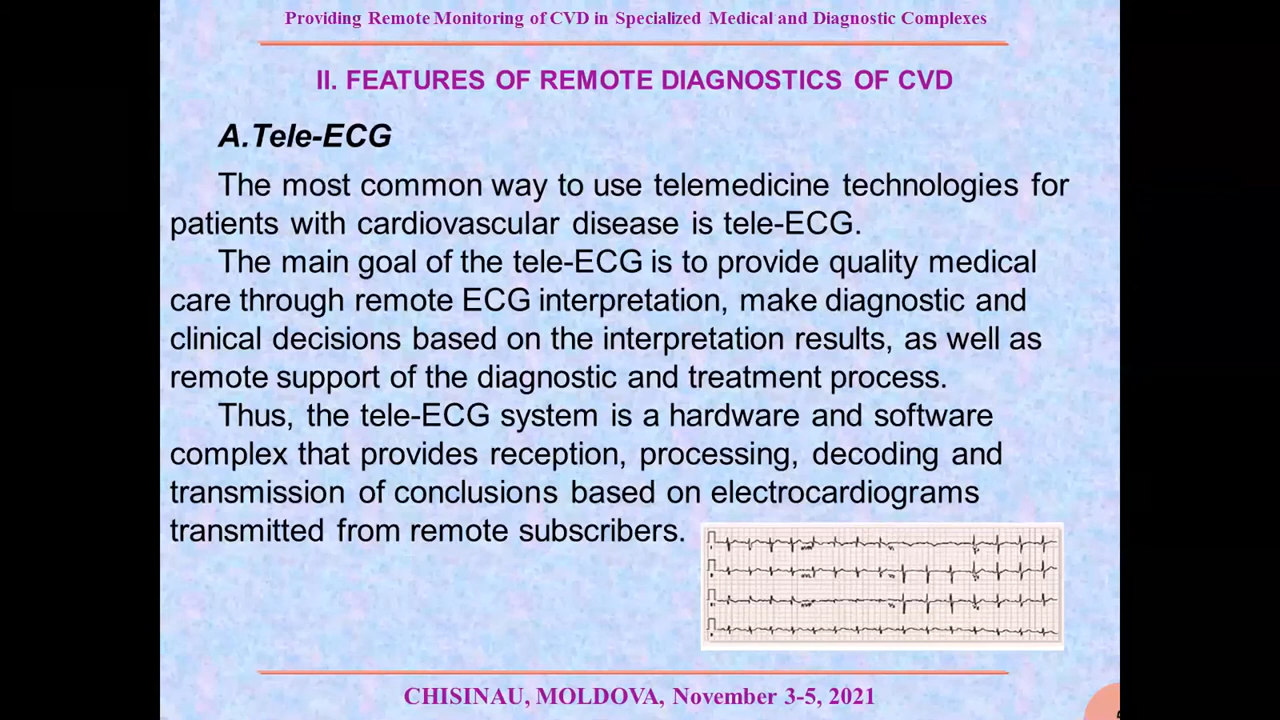 Providing Remote Monitoring of CVD in Specialized Medical and Diagnostic Complexes
II. FEATURES OF REMOTE DIAGNOSTICS OF CVD
A.Tele-ECG
The most common way to use telemedicine technologies for
patients with cardiovascular disease is tele-ECG.
The main goal of the tele-ECG is to provide quality medical
care through remote ECG interpretation, make diagnostic and
clinical decisions based on the interpretation results, as well as
remote support of the diagnostic and treatment process.
Thus, the tele-ECG system is a hardware and software
complex that provides reception, processing, decoding and
transmission of conclusions based on electrocardiograms
transmitted from remote subscribers.
CHISINAU, MOLDOVA, November 3-5, 2021